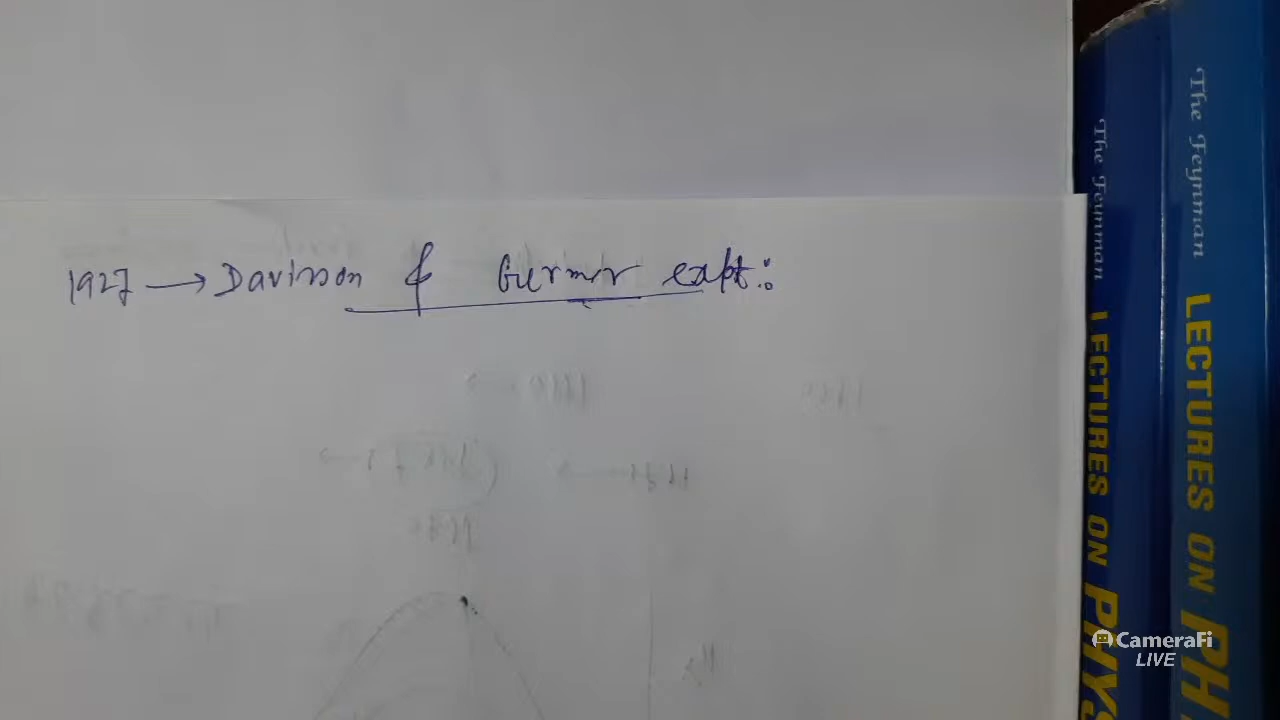 1927 → Davisson & Germer expt:
The Feynman LECTURES ON PHYS
The Feynman LECTURES ON PH
CameraFi
LIVE